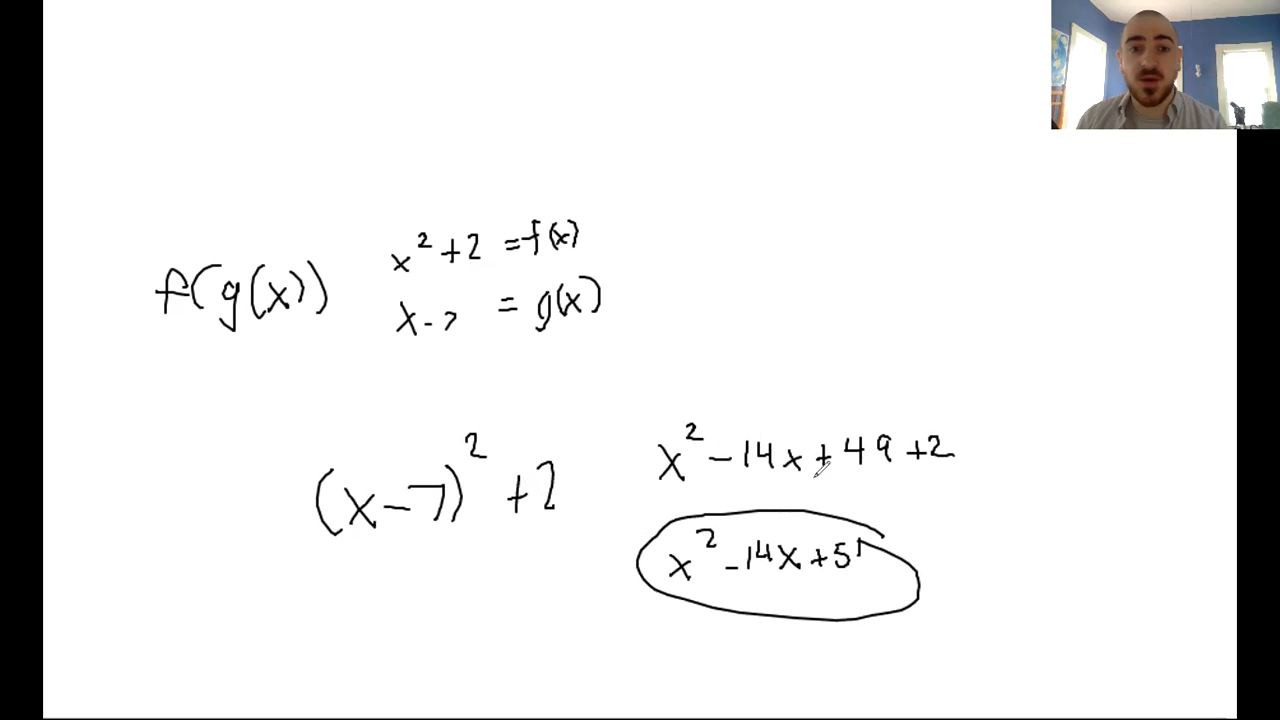 f(g(x))
x² + 2 = f(x)
x - 7 = g(x)
(x - 7)² + 2
x² - 14x + 49 + 2
x² - 14x + 51